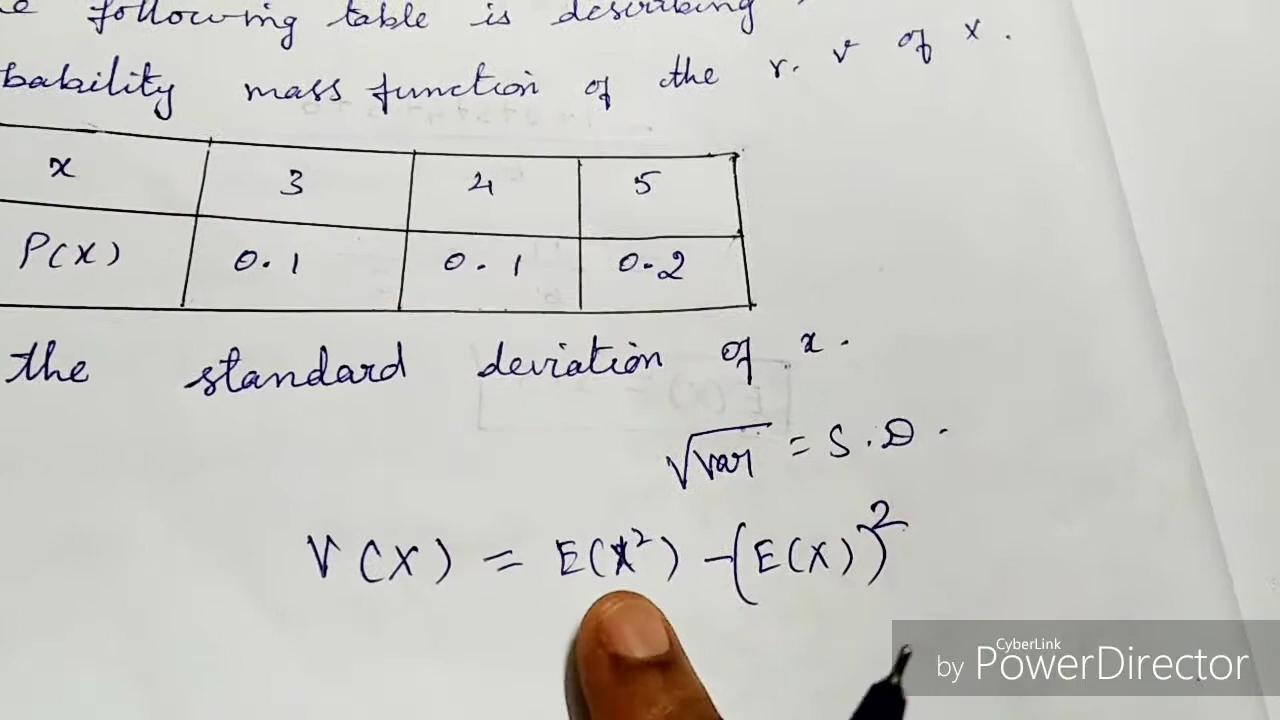 following table is describing
bability mass function of the r. v of x.
x 3 4 5
P(X) 0.1 0.1 0.2
the standard deviation of x.
√var = S.D.
V(X) = E(X²) - (E(X))²
CyberLink
by PowerDirector